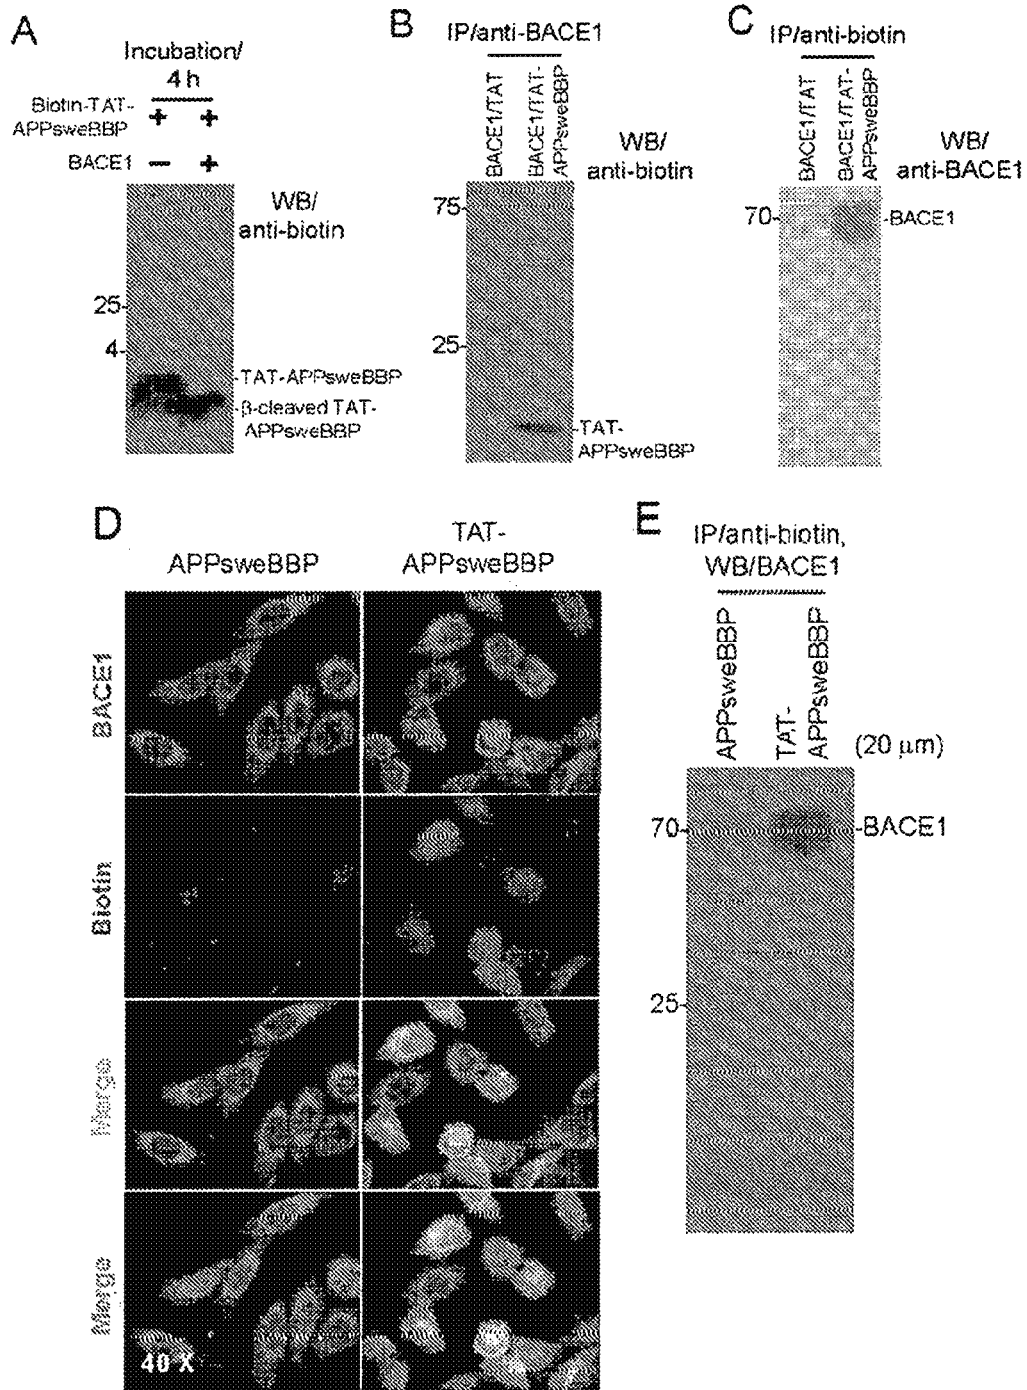 A
Incubation/
4 h
Biotin-TAT-
APPsweBBP
+ +
BACE1
- +
WB/
anti-biotin
25-
4-
-TAT-APPsweBBP
-β-cleaved TAT-
APPsweBBP
B
IP/anti-BACE1
BACE1/TAT
BACE1/TAT-
APPsweBBP
WB/
anti-biotin
75-
25-
-TAT-
APPsweBBP
C
IP/anti-biotin
BACE1/TAT
BACE1/TAT-
APPsweBBP
WB/
anti-BACE1
70-
-BACE1
D
APPsweBBP
TAT-
APPsweBBP
BACE1
Biotin
Merge
Merge
40 X
E
IP/anti-biotin,
WB/BACE1
APPsweBBP
TAT-
APPsweBBP
(20 μm)
70-
-BACE1
25-